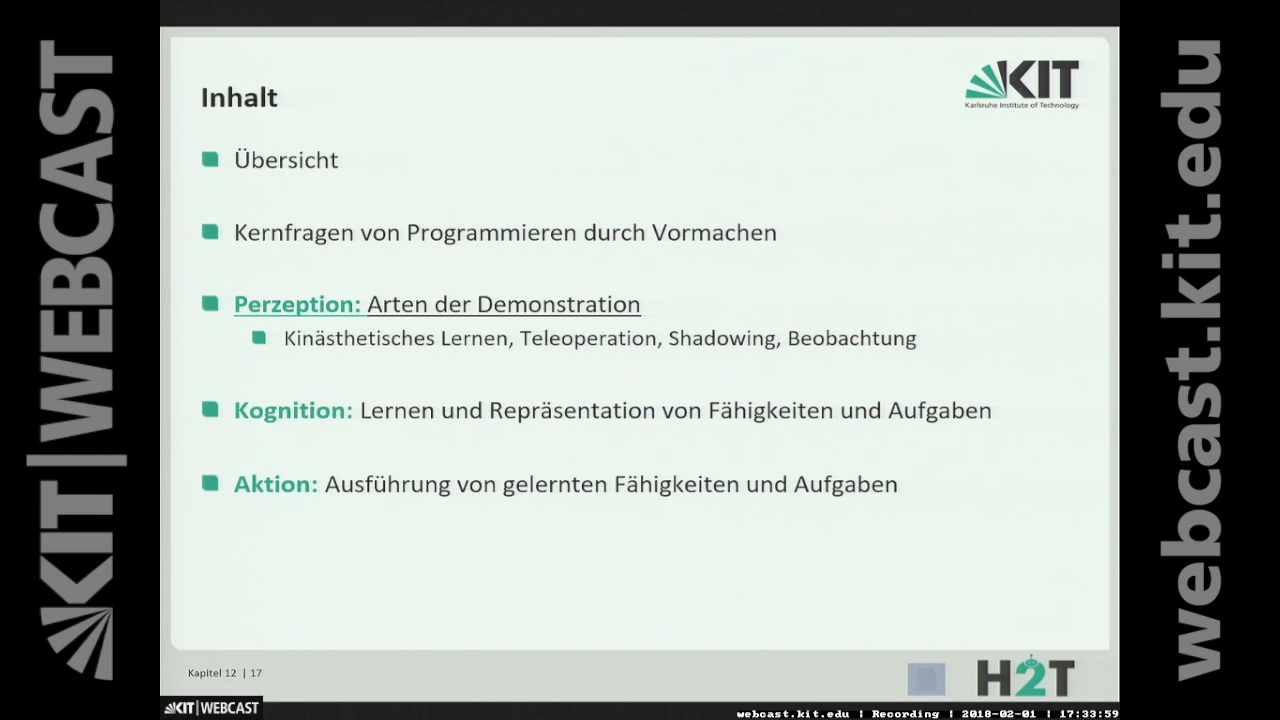 KIT|WEBCAST
KIT
Karlsruhe Institute of Technology
Inhalt
Übersicht
Kernfragen von Programmieren durch Vormachen
Perzeption: Arten der Demonstration
Kinästhetisches Lernen, Teleoperation, Shadowing, Beobachtung
Kognition: Lernen und Repräsentation von Fähigkeiten und Aufgaben
Aktion: Ausführung von gelernten Fähigkeiten und Aufgaben
Kapitel 12 | 17
H2T
KIT|WEBCAST
webcast.kit.edu | Recording | 2018-02-01 | 17:33:59
webcast.kit.edu